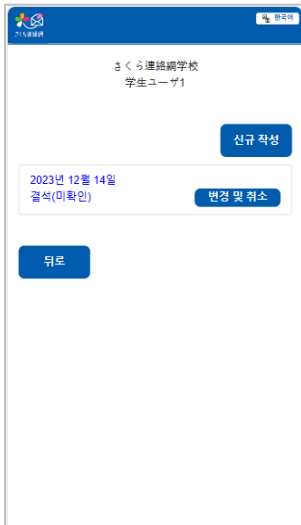 さくら連絡網
한국어
さくら連絡網学校
学生ユーザ1
신규 작성
2023년 12월 14일
결석(미확인)
변경 및 취소
뒤로